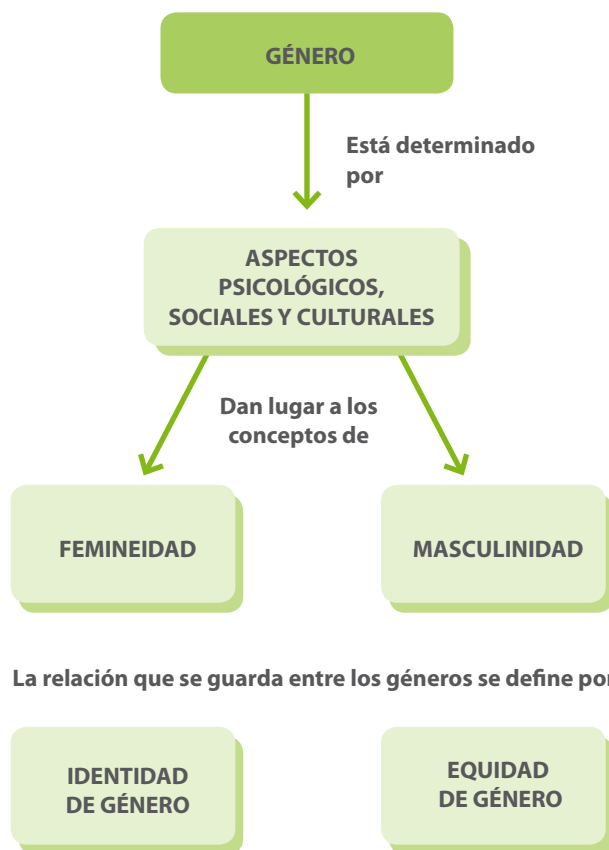 GÉNERO
Está determinado
por
ASPECTOS
PSICOLÓGICOS,
SOCIALES Y CULTURALES
Dan lugar a los
conceptos de
FEMINEIDAD
MASCULINIDAD
La relación que se guarda entre los géneros se define por
IDENTIDAD
DE GÉNERO
EQUIDAD
DE GÉNERO